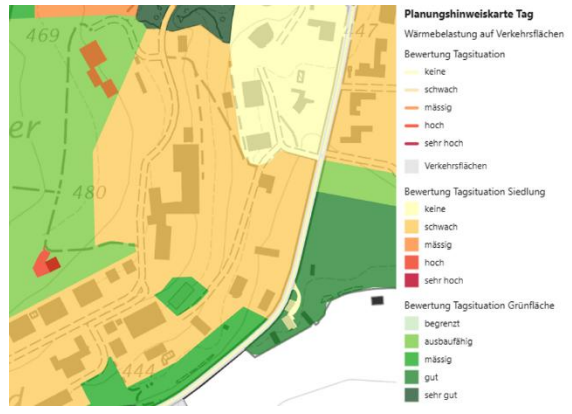 469
447
er
480
444
d
Planungshinweiskarte Tag
Wärmebelastung auf Verkehrsflächen
Bewertung Tagsituation
keine
schwach
mässig
hoch
sehr hoch
Verkehrsflächen
Bewertung Tagsituation Siedlung
keine
schwach
mässig
hoch
sehr hoch
Bewertung Tagsituation Grünfläche
begrenzt
ausbaufähig
mässig
gut
sehr gut